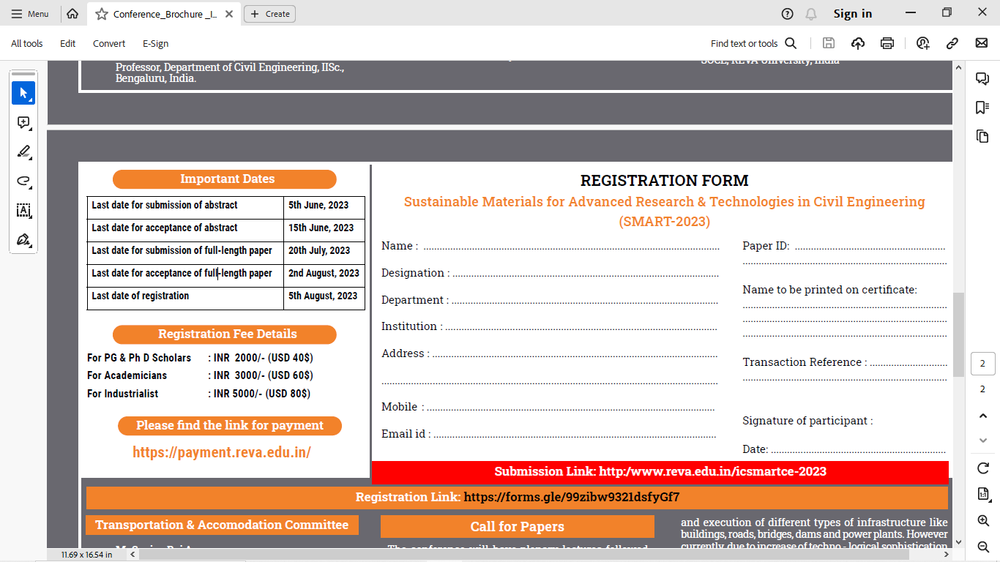 Menu
Conference_Brochure _I...
Create
Sign in
All tools
Edit
Convert
E-Sign
Find text or tools
Professor, Department of Civil Engineering, IISc.,
Bengaluru, India.
SOCE, REVA University, India
Important Dates
Last date for submission of abstract 5th June, 2023
Last date for acceptance of abstract 15th June, 2023
Last date for submission of full-length paper 20th July, 2023
Last date for acceptance of full-length paper 2nd August, 2023
Last date of registration 5th August, 2023
Registration Fee Details
For PG & Ph D Scholars : INR 2000/- (USD 40$)
For Academicians : INR 3000/- (USD 60$)
For Industrialist : INR 5000/- (USD 80$)
Please find the link for payment
https://payment.reva.edu.in/
REGISTRATION FORM
Sustainable Materials for Advanced Research & Technologies in Civil Engineering
(SMART-2023)
Name :
Designation :
Department :
Institution :
Address :
Mobile :
Email id :
Paper ID:
Name to be printed on certificate:
Transaction Reference :
Signature of participant :
Date:
Submission Link: http:/www.reva.edu.in/icsmartce-2023
Registration Link: https://forms.gle/99zibw9321dsfyGf7
Transportation & Accomodation Committee
Call for Papers
The conference will have plenary lectures followed
and execution of different types of infrastructure like
buildings, roads, bridges, dams and power plants. However
currently, due to increase of techno - logical sophistication
2
2
11.69 x 16.54 in